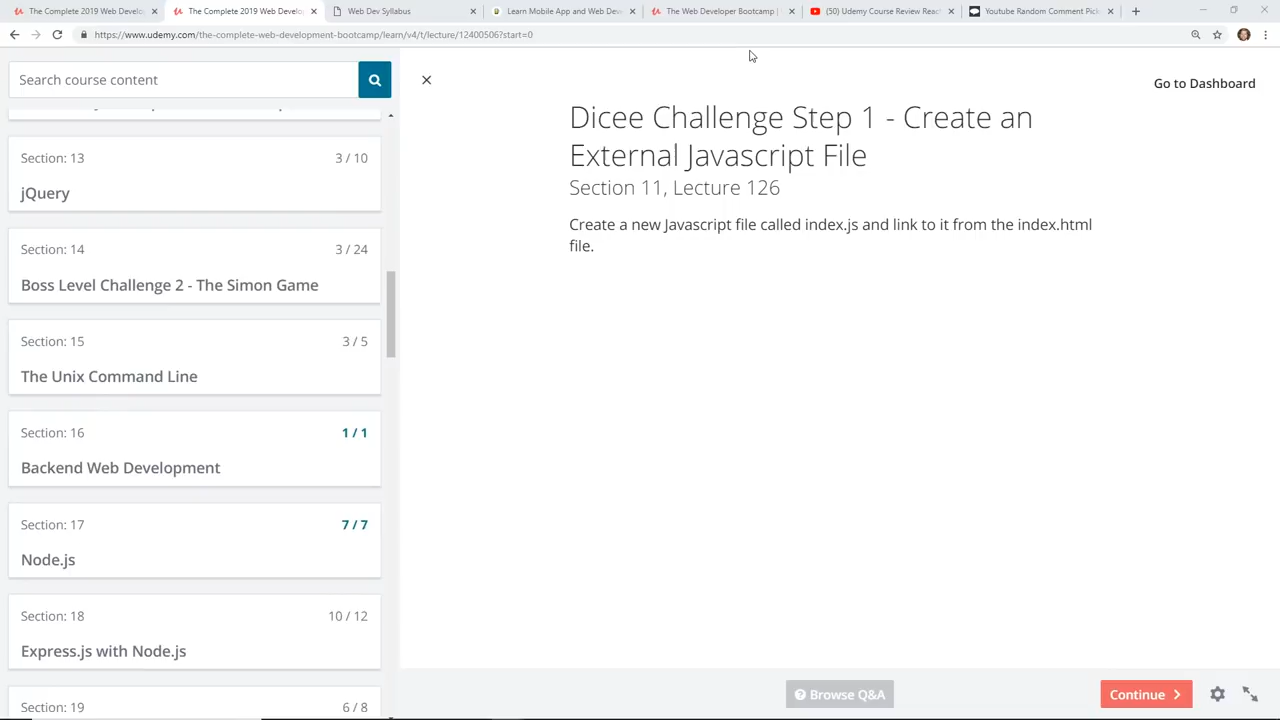 The Complete 2019 Web Develo
The Complete 2019 Web Develo
Web Dev Syllabus
Learn Mobile App and Web Dev
The Web Developer Bootcamp |
(50) Udemy Course Review Reac
Youtube Random Comment Pick
https://www.udemy.com/the-complete-web-development-bootcamp/learn/v4/t/lecture/12400506?start=0
Search course content
Go to Dashboard
Dicee Challenge Step 1 - Create an
External Javascript File
Section 11, Lecture 126
Create a new Javascript file called index.js and link to it from the index.html
file.
Section: 13
3 / 10
jQuery
Section: 14
3 / 24
Boss Level Challenge 2 - The Simon Game
Section: 15
3 / 5
The Unix Command Line
Section: 16
1 / 1
Backend Web Development
Section: 17
7 / 7
Node.js
Section: 18
10 / 12
Express.js with Node.js
Section: 19
6 / 8
Browse Q&A
Continue